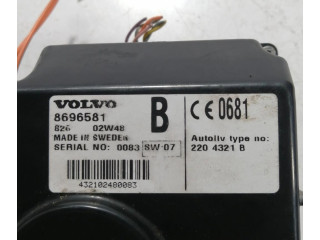 VOLVO
8696581
826 02W48
MADE IN SWEDEN
SERIAL NO: 0083 SW-07
B
CE 0681
Autoliv type no:
220 4321 B
432102480083